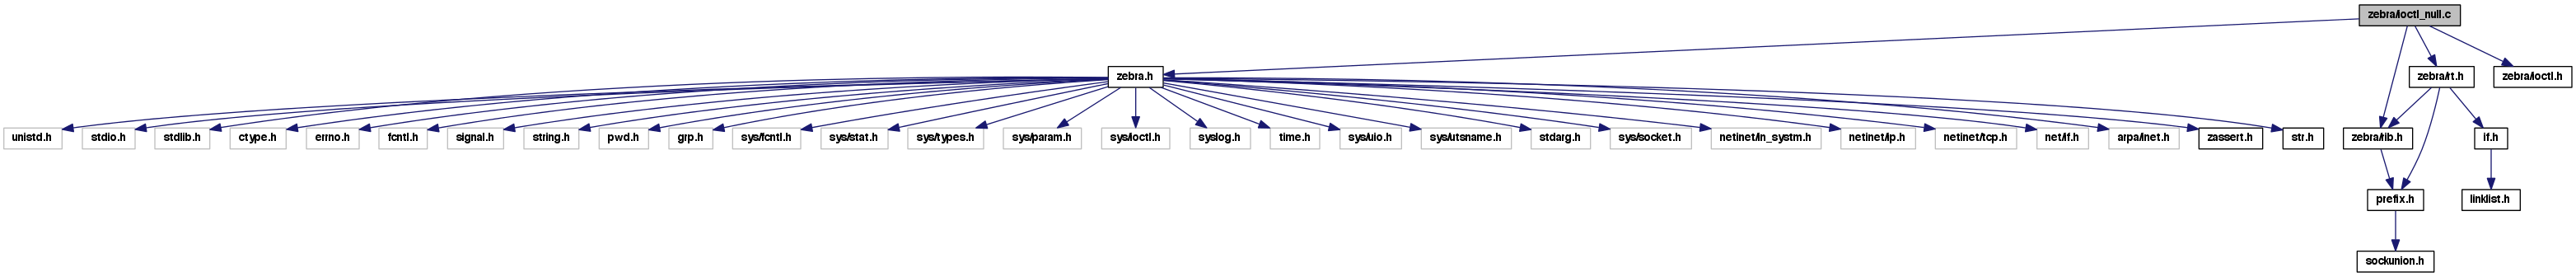 zebra/ioctl_null.c
zebra.h
zebra/rt.h
zebra/ioctl.h
unistd.h
stdio.h
stdlib.h
ctype.h
errno.h
fcntl.h
signal.h
string.h
pwd.h
grp.h
sys/fcntl.h
sys/stat.h
sys/types.h
sys/param.h
sys/ioctl.h
syslog.h
time.h
sys/uio.h
sys/utsname.h
stdarg.h
sys/socket.h
netinet/in_systm.h
netinet/ip.h
netinet/tcp.h
net/if.h
arpa/inet.h
zassert.h
str.h
zebra/rib.h
if.h
prefix.h
linklist.h
sockunion.h